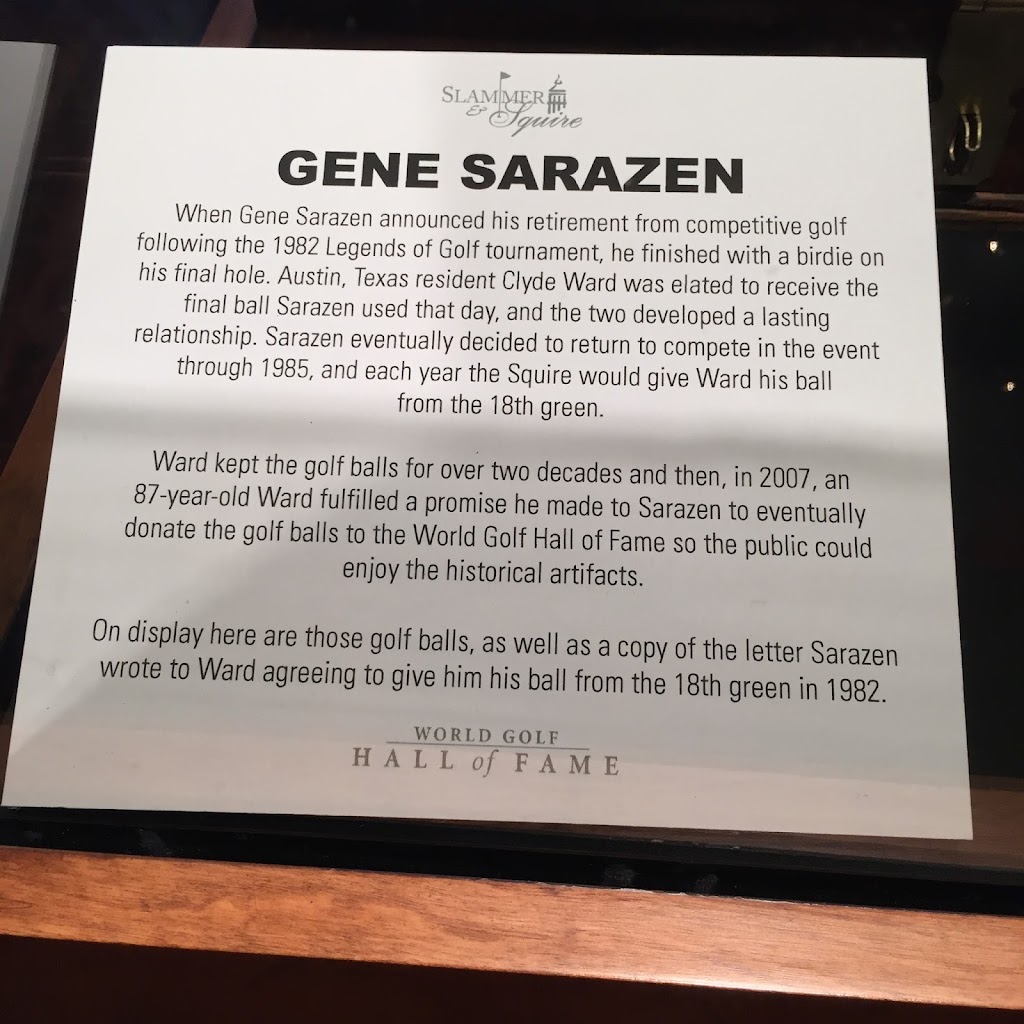 SLAMMER
& Squire
GENE SARAZEN
When Gene Sarazen announced his retirement from competitive golf
following the 1982 Legends of Golf tournament, he finished with a birdie on
his final hole. Austin, Texas resident Clyde Ward was elated to receive the
final ball Sarazen used that day, and the two developed a lasting
relationship. Sarazen eventually decided to return to compete in the event
through 1985, and each year the Squire would give Ward his ball
from the 18th green.
Ward kept the golf balls for over two decades and then, in 2007, an
87-year-old Ward fulfilled a promise he made to Sarazen to eventually
donate the golf balls to the World Golf Hall of Fame so the public could
enjoy the historical artifacts.
On display here are those golf balls, as well as a copy of the letter Sarazen
wrote to Ward agreeing to give him his ball from the 18th green in 1982.
WORLD GOLF
HALL of FAME